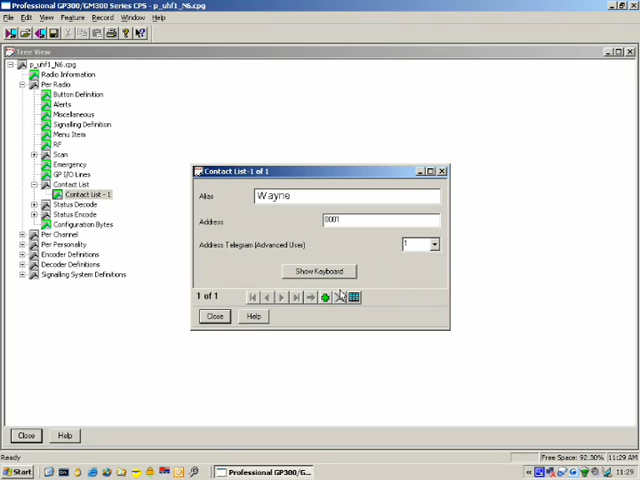 Professional GP300/GM300 Series CPS - p_uhf1_N6.cpg
File Edit View Feature Record Window Help
Tree View
p_uhf1_N6.cpg
Radio Information
Per Radio
Button Definition
Alerts
Miscellaneous
Signalling Definition
Menu Item
RF
Scan
Emergency
GP I/O Lines
Contact List
Contact List - 1
Status Decode
Status Encode
Configuration Bytes
Per Channel
Per Personality
Encoder Definitions
Decoder Definitions
Signalling System Definitions
Contact List-1 of 1
Alias Wayne
Address 0001
Address Telegram (Advanced User) 1
Show Keyboard
1 of 1
Close Help
Close Help
Ready Free Space: 92.30% 11:29 AM
Start Professional GP300/G... 11:29